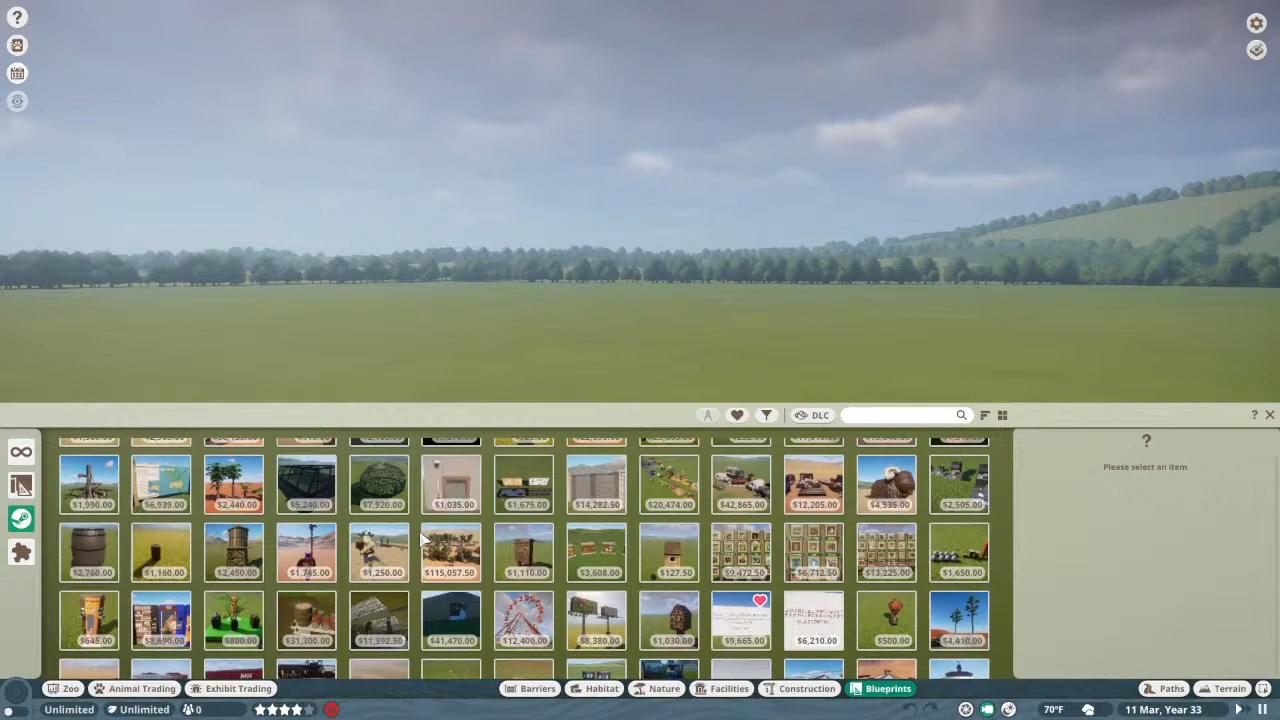 ?
DLC
? ×
?
Please select an item
$1,990.00 $6,939.00 $2,440.00 $5,240.00 $7,920.00 $1,035.00 $1,675.00 $14,282.50 $20,474.00 $42,865.00 $12,205.00 $4,535.00 $2,505.00
$2,760.00 $1,160.00 $2,450.00 $1,745.00 $1,250.00 $115,057.50 $1,110.00 $3,608.00 $127.50 $9,472.50 $6,712.50 $13,225.00 $1,650.00
$645.00 $8,690.00 $800.00 $31,300.00 $11,392.50 $41,470.00 $12,400.00 $8,380.00 $1,030.00 $9,665.00 $6,210.00 $500.00 $4,410.00
Zoo Animal Trading Exhibit Trading Barriers Habitat Nature Facilities Construction Blueprints Paths Terrain
Unlimited Unlimited 0 70°F 11 Mar, Year 33